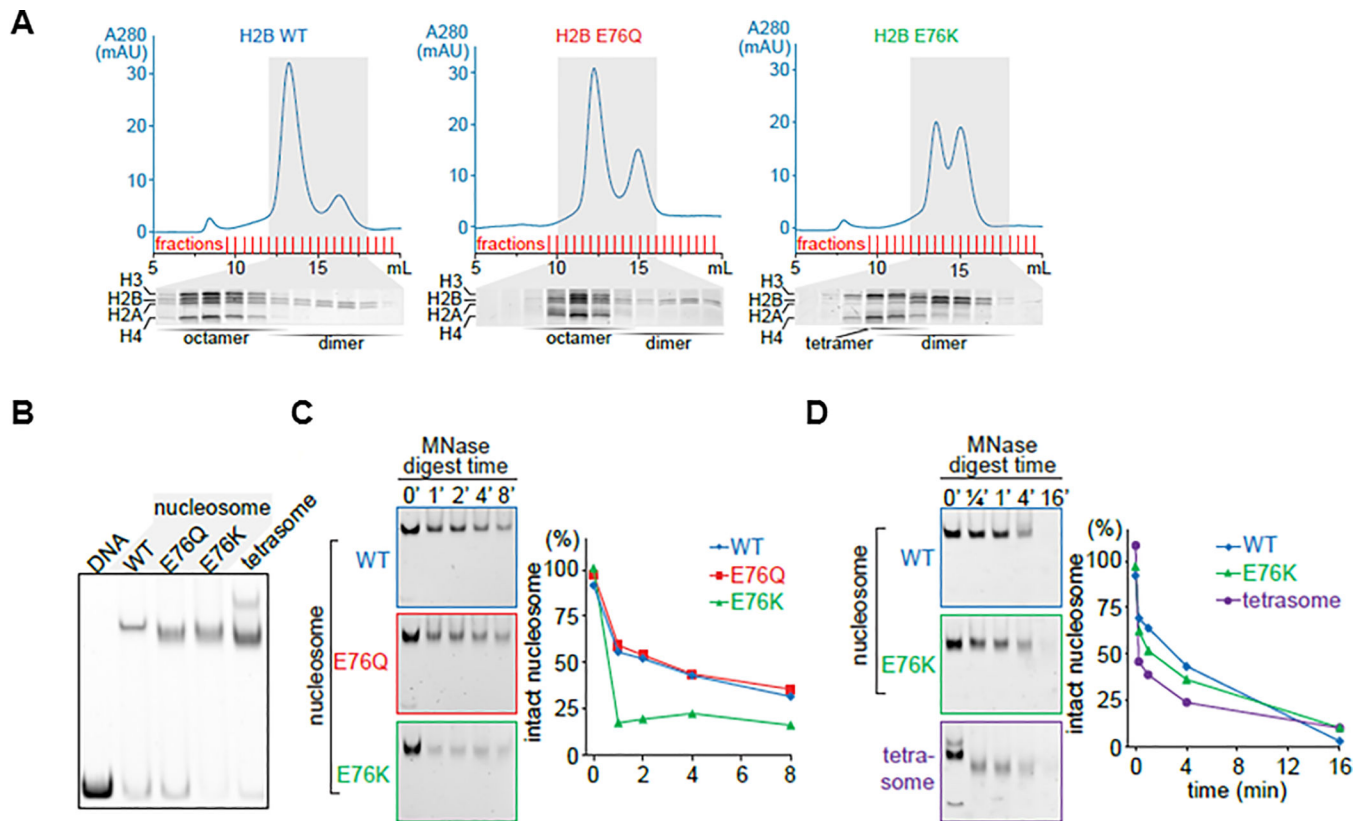 A
A280
(mAU)
H2B WT
30
20
10
0
fractions
5
10
15
mL
H3
H2B
H2A
H4
octamer
dimer
A280
(mAU)
H2B E76Q
30
20
10
0
fractions
5
10
15
mL
H3
H2B
H2A
H4
octamer
dimer
A280
(mAU)
H2B E76K
30
20
10
0
fractions
5
10
15
mL
H3
H2B
H2A
H4
tetramer
dimer
B
nucleosome
DNA
WT
E76Q
E76K
tetrasome
C
MNase
digest time
0' 1' 2' 4' 8'
nucleosome
WT
E76Q
E76K
(%)
intact nucleosome
100
75
50
25
0
0 2 4 6 8
WT
E76Q
E76K
D
MNase
digest time
0' ¼' 1' 4' 16'
nucleosome
WT
E76K
tetra-
some
(%)
intact nucleosome
100
75
50
25
0
0 4 8 12 16
time (min)
WT
E76K
tetrasome